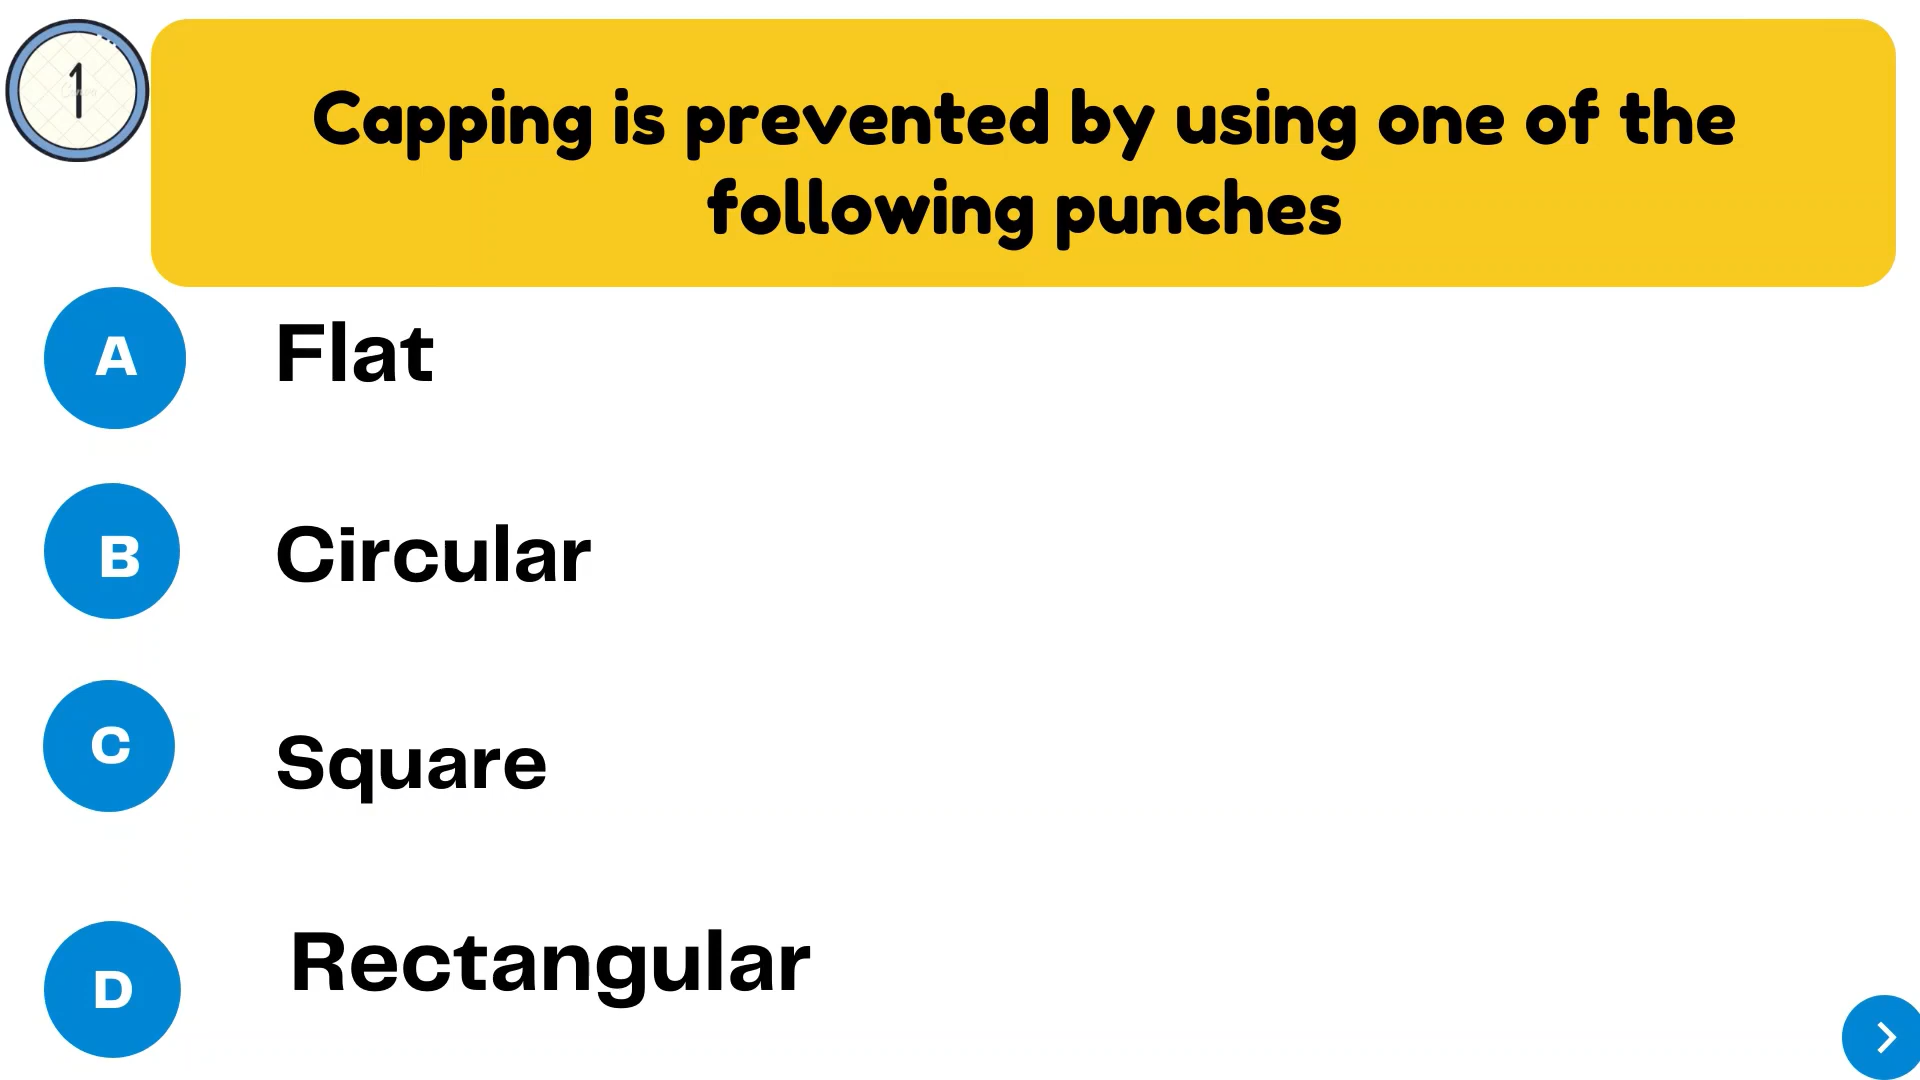 1
Capping is prevented by using one of the
following punches
A Flat
B Circular
C Square
D Rectangular